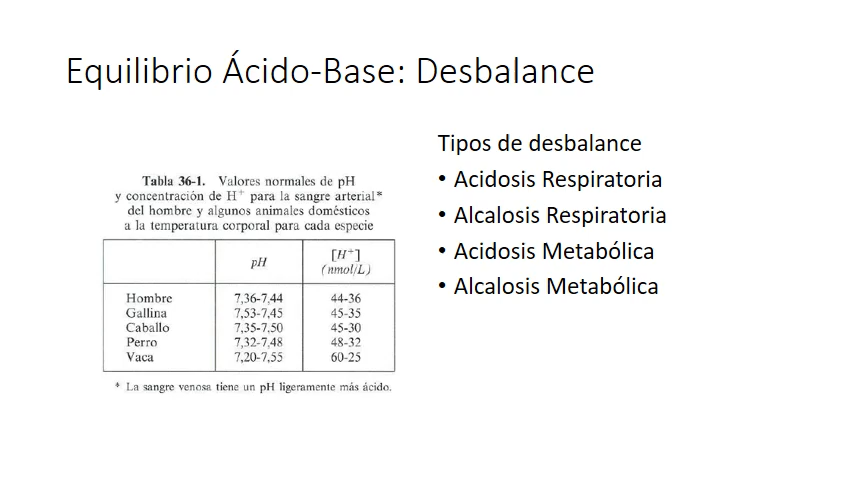 Equilibrio Ácido-Base: Desbalance
Tabla 36-1. Valores normales de pH
y concentración de H+ para la sangre arterial*
del hombre y algunos animales domésticos
a la temperatura corporal para cada especie
pH [H+] (nmol/L)
Hombre 7,36-7,44 44-36
Gallina 7,53-7,45 45-35
Caballo 7,35-7,50 45-30
Perro 7,32-7,48 48-32
Vaca 7,20-7,55 60-25
* La sangre venosa tiene un pH ligeramente más ácido.
Tipos de desbalance
• Acidosis Respiratoria
• Alcalosis Respiratoria
• Acidosis Metabólica
• Alcalosis Metabólica